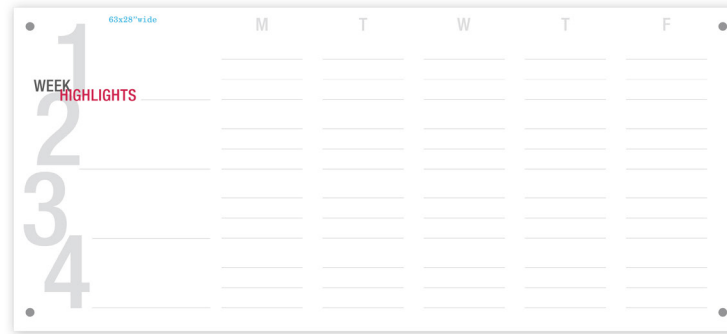 63x28"wide
M T W T F
1
WEEK
HIGHLIGHTS
2
3
4